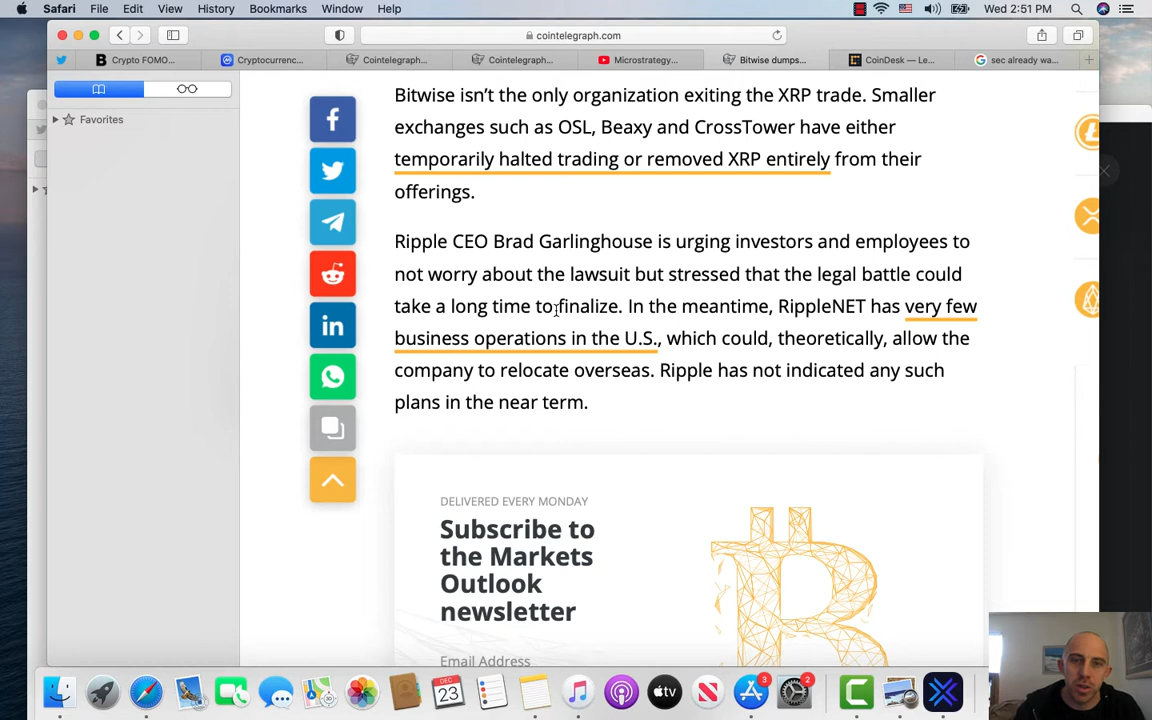 Safari File Edit View History Bookmarks Window Help Wed 2:51 PM
cointelegraph.com
Crypto FOMO... Cryptocurrenc... Cointelegraph... Cointelegraph... Microstrategy... Bitwise dumps... CoinDesk — Le... sec already wa...
Favorites
Bitwise isn’t the only organization exiting the XRP trade. Smaller
exchanges such as OSL, Beaxy and CrossTower have either
temporarily halted trading or removed XRP entirely from their
offerings.
Ripple CEO Brad Garlinghouse is urging investors and employees to
not worry about the lawsuit but stressed that the legal battle could
take a long time to finalize. In the meantime, RippleNET has very few
business operations in the U.S., which could, theoretically, allow the
company to relocate overseas. Ripple has not indicated any such
plans in the near term.
DELIVERED EVERY MONDAY
Subscribe to
the Markets
Outlook
newsletter
Email Address
DEC
23
tv
3
2